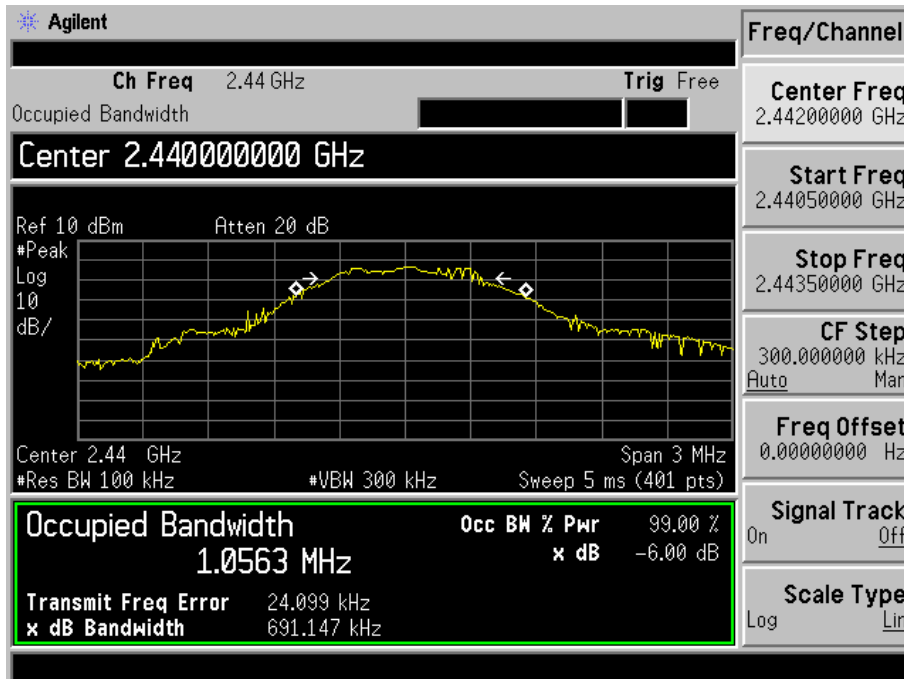 Agilent
Freq/Channel
Ch Freq 2.44 GHz Trig Free
Occupied Bandwidth
Center 2.440000000 GHz
Ref 10 dBm Atten 20 dB
#Peak
Log
10
dB/
Center 2.44 GHz Span 3 MHz
#Res BW 100 kHz #VBW 300 kHz Sweep 5 ms (401 pts)
Occupied Bandwidth
1.0563 MHz
Occ BW % Pwr 99.00 %
x dB -6.00 dB
Transmit Freq Error 24.099 kHz
x dB Bandwidth 691.147 kHz
Center Freq
2.44200000 GHz
Start Freq
2.44050000 GHz
Stop Freq
2.44350000 GHz
CF Step
300.000000 kHz
Auto Man
Freq Offset
0.00000000 Hz
Signal Track
On Off
Scale Type
Log Lin